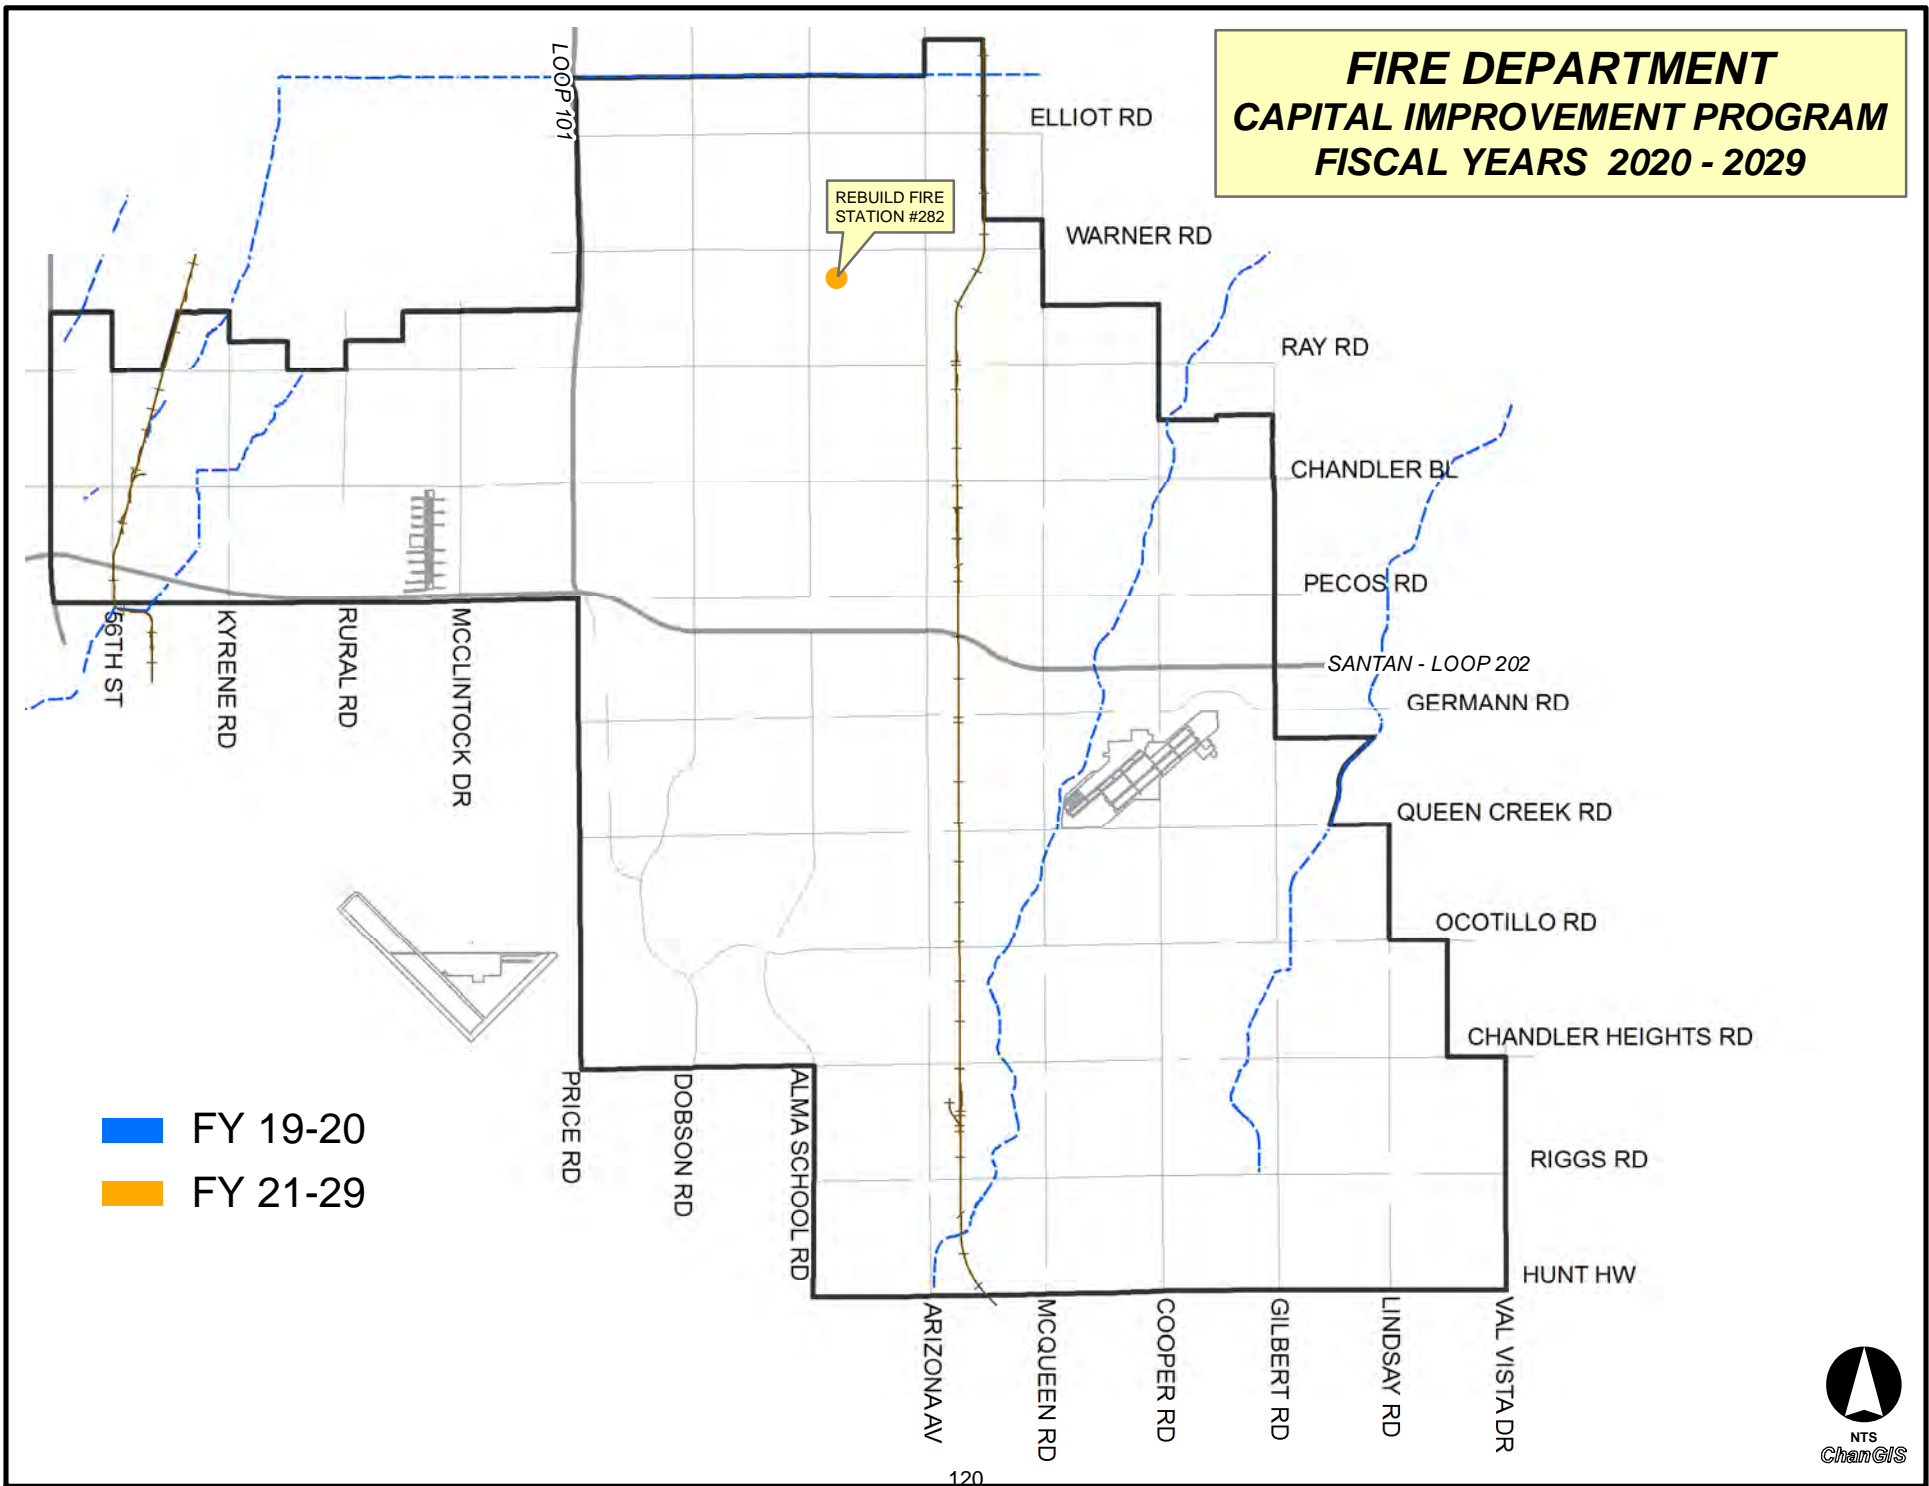 FIRE DEPARTMENT
CAPITAL IMPROVEMENT PROGRAM
FISCAL YEARS 2020 - 2029
LOOP 101
ELLIOT RD
REBUILD FIRE
STATION #282
WARNER RD
RAY RD
CHANDLER BL
PECOS RD
SANTAN - LOOP 202
GERMANN RD
56TH ST
KYRENE RD
RURAL RD
MCCLINTOCK DR
QUEEN CREEK RD
OCOTILLO RD
CHANDLER HEIGHTS RD
PRICE RD
DOBSON RD
ALMA SCHOOL RD
FY 19-20
FY 21-29
RIGGS RD
HUNT HW
ARIZONA AV
MCQUEEN RD
COOPER RD
GILBERT RD
LINDSAY RD
VAL VISTA DR
NTS
ChanGIS
120